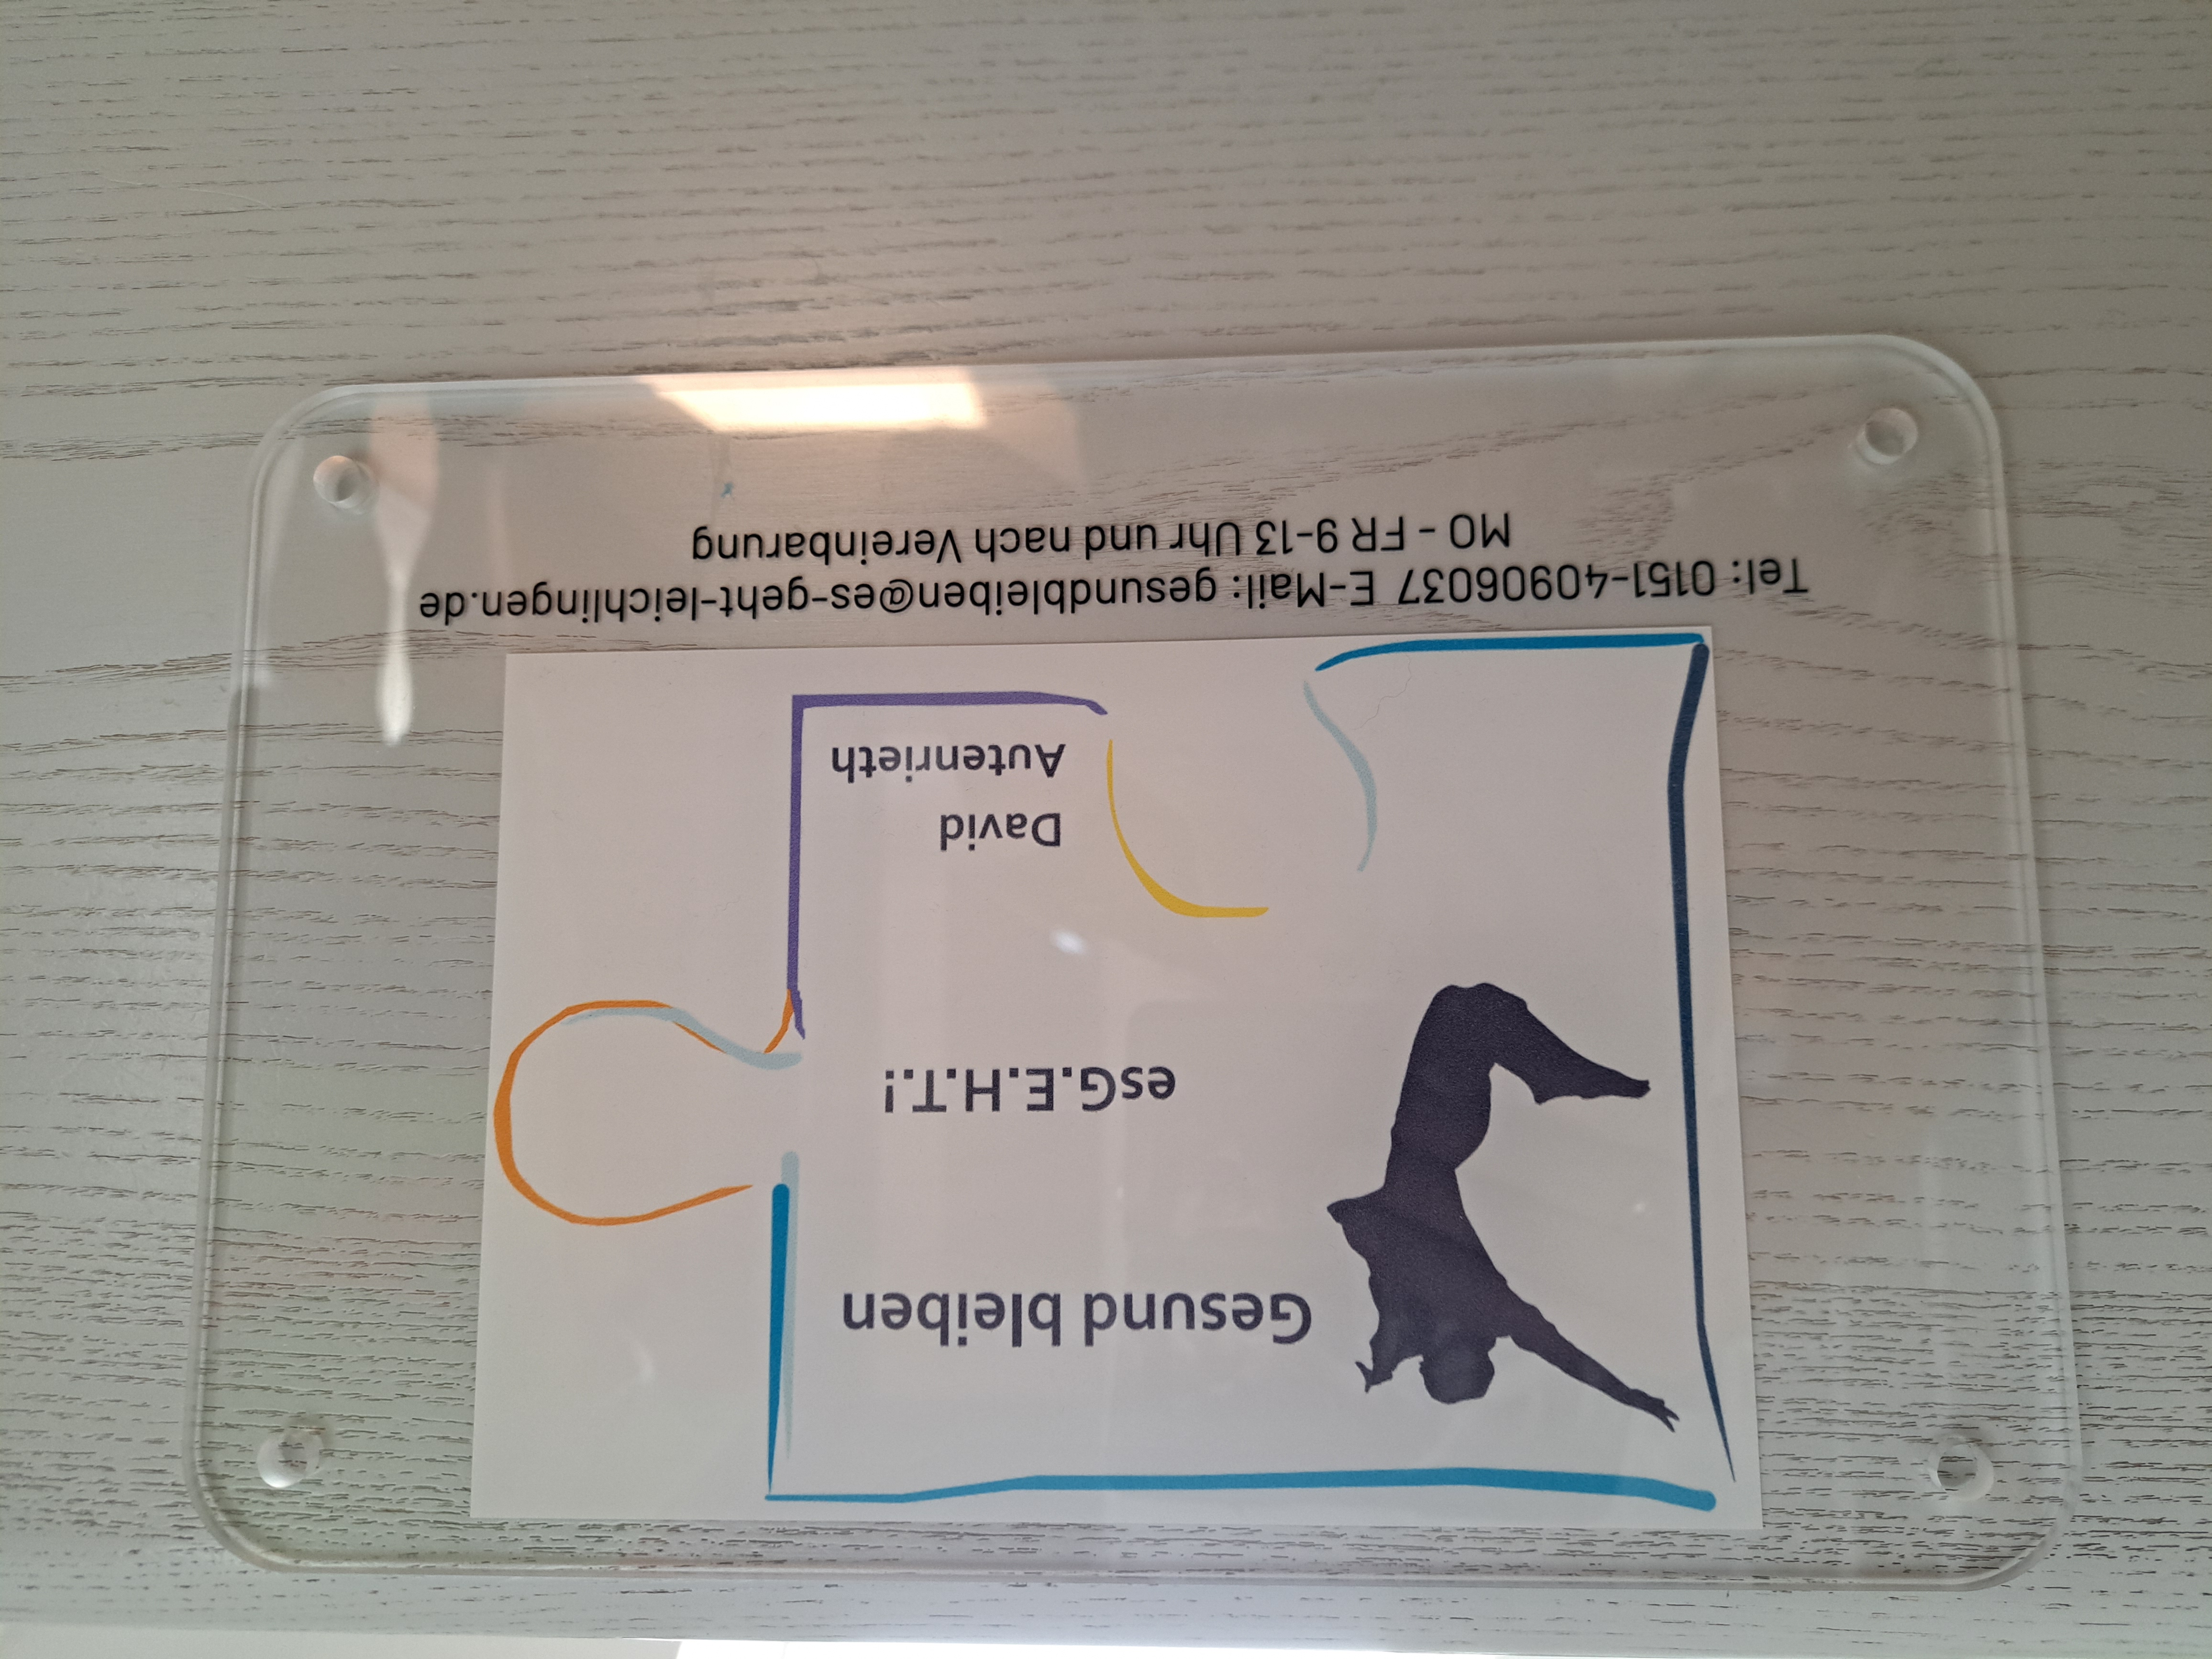 Gesund bleiben
esG.E.H.T.!
David
Autenrieth
Tel: 0151-40906037 E-Mail: gesundbleiben@es-geht-leichlingen.de
MO - FR 9-13 Uhr und nach Vereinbarung